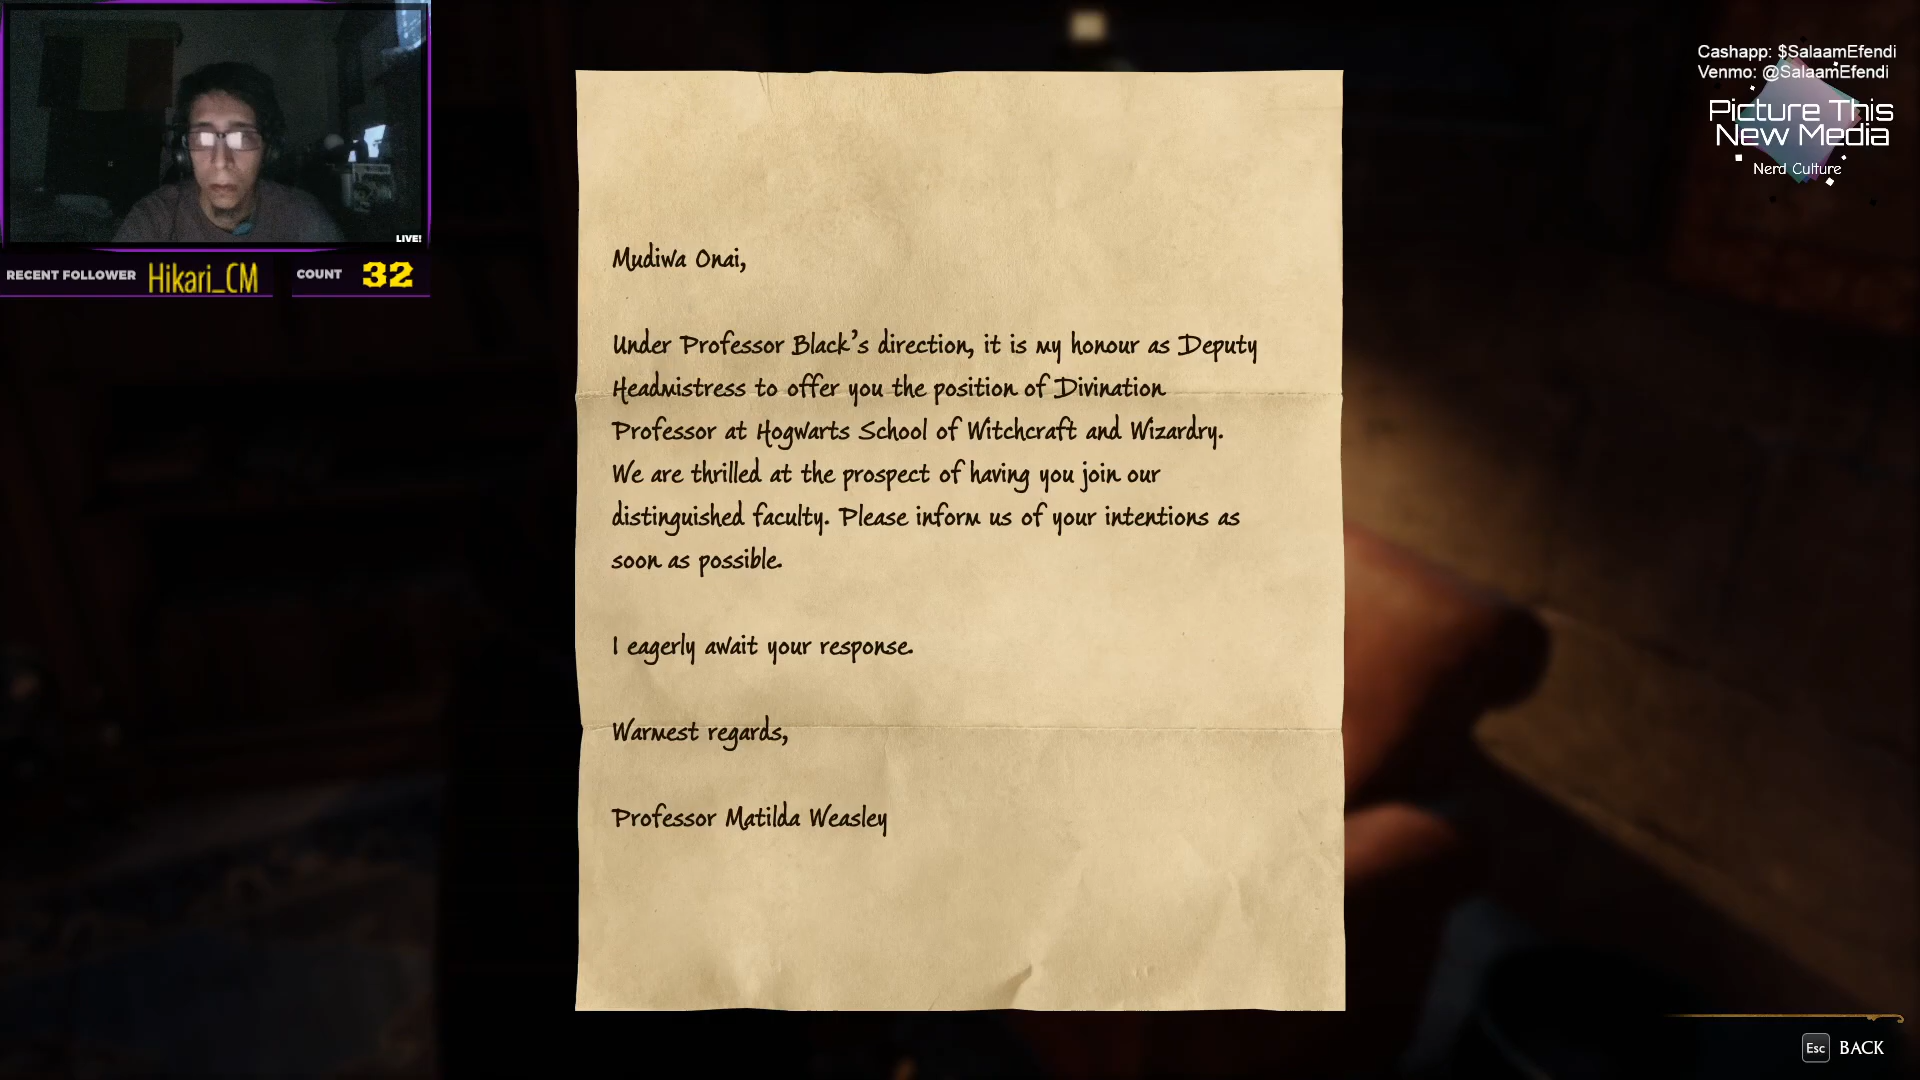 LIVE!
RECENT FOLLOWER Hikari_CM COUNT 32
Cashapp: $SalaamEfendi
Venmo: @SalaamEfendi
Picture This
New Media
Nerd Culture
Mudiwa Onai,
Under Professor Black's direction, it is my honour as Deputy
Headmistress to offer you the position of Divination
Professor at Hogwarts School of Witchcraft and Wizardry.
We are thrilled at the prospect of having you join our
distinguished faculty. Please inform us of your intentions as
soon as possible.
I eagerly await your response.
Warmest regards,
Professor Matilda Weasley
Esc BACK